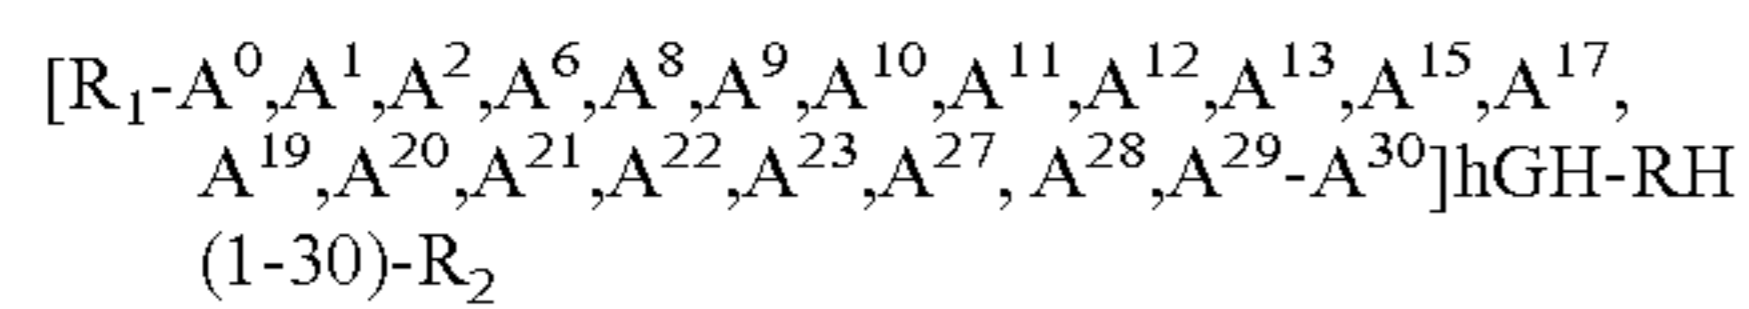 [R₁-A⁰,A¹,A²,A⁶,A⁸,A⁹,A¹⁰,A¹¹,A¹²,A¹³,A¹⁵,A¹⁷,
A¹⁹,A²⁰,A²¹,A²²,A²³,A²⁷, A²⁸,A²⁹-A³⁰]hGH-RH
(1-30)-R₂